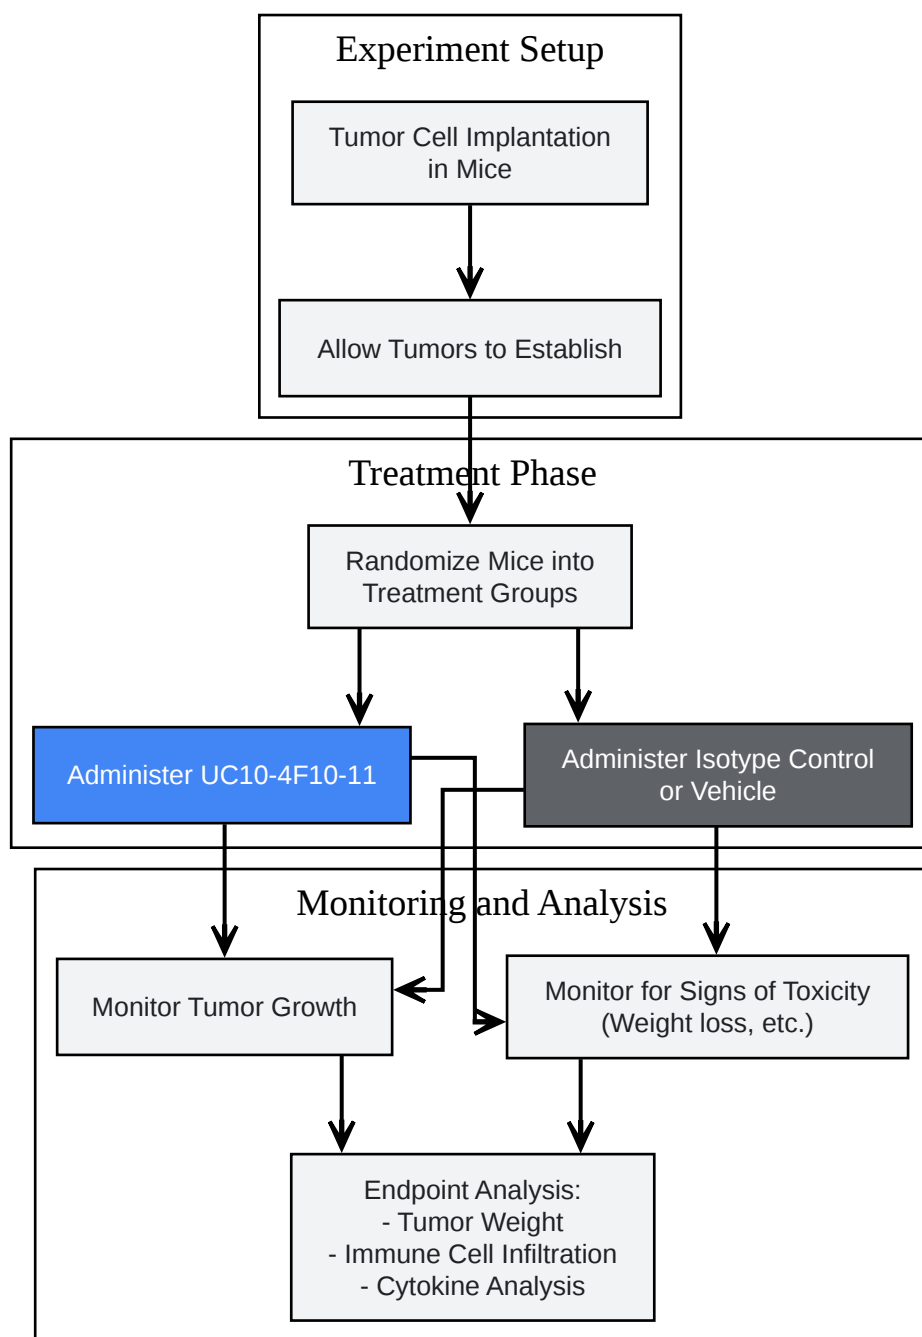 Experiment Setup
Tumor Cell Implantation
in Mice
Allow Tumors to Establish
Treatment Phase
Randomize Mice into
Treatment Groups
Administer UC10-4F10-11
Administer Isotype Control
or Vehicle
Monitoring and Analysis
Monitor Tumor Growth
Monitor for Signs of Toxicity
(Weight loss, etc.)
Endpoint Analysis:
- Tumor Weight
- Immune Cell Infiltration
- Cytokine Analysis